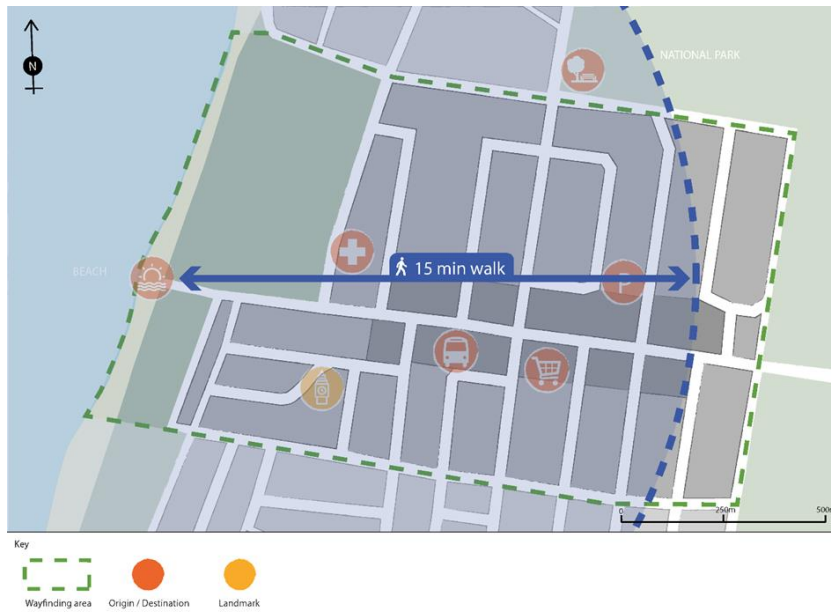 N
NATIONAL PARK
BEACH
15 min walk
P
0 250m 500m
Key
Wayfinding area Origin / Destination Landmark